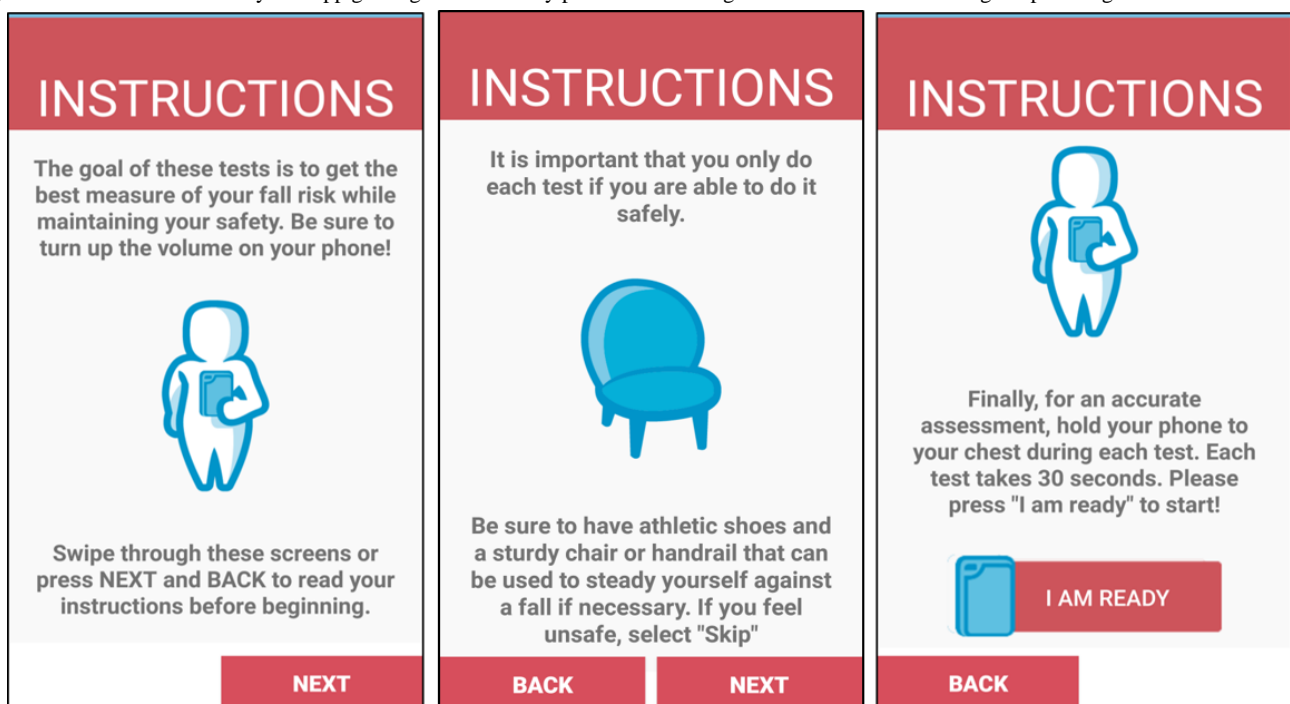 INSTRUCTIONS
The goal of these tests is to get the
best measure of your fall risk while
maintaining your safety. Be sure to
turn up the volume on your phone!
Swipe through these screens or
press NEXT and BACK to read your
instructions before beginning.
NEXT
INSTRUCTIONS
It is important that you only do
each test if you are able to do it
safely.
Be sure to have athletic shoes and
a sturdy chair or handrail that can
be used to steady yourself against
a fall if necessary. If you feel
unsafe, select "Skip"
BACK
NEXT
INSTRUCTIONS
Finally, for an accurate
assessment, hold your phone to
your chest during each test. Each
test takes 30 seconds. Please
press "I am ready" to start!
I AM READY
BACK